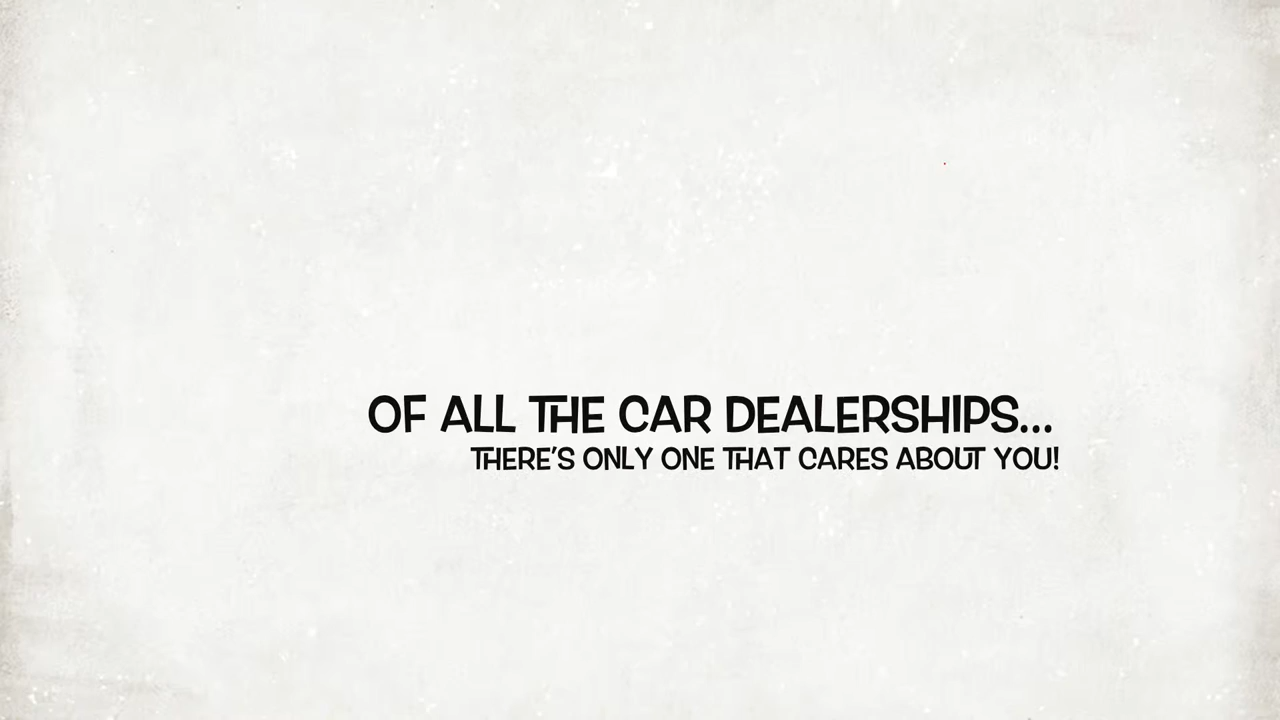 OF ALL THE CAR DEALERSHIPS...
THERE'S ONLY ONE THAT CARES ABOUT YOU!